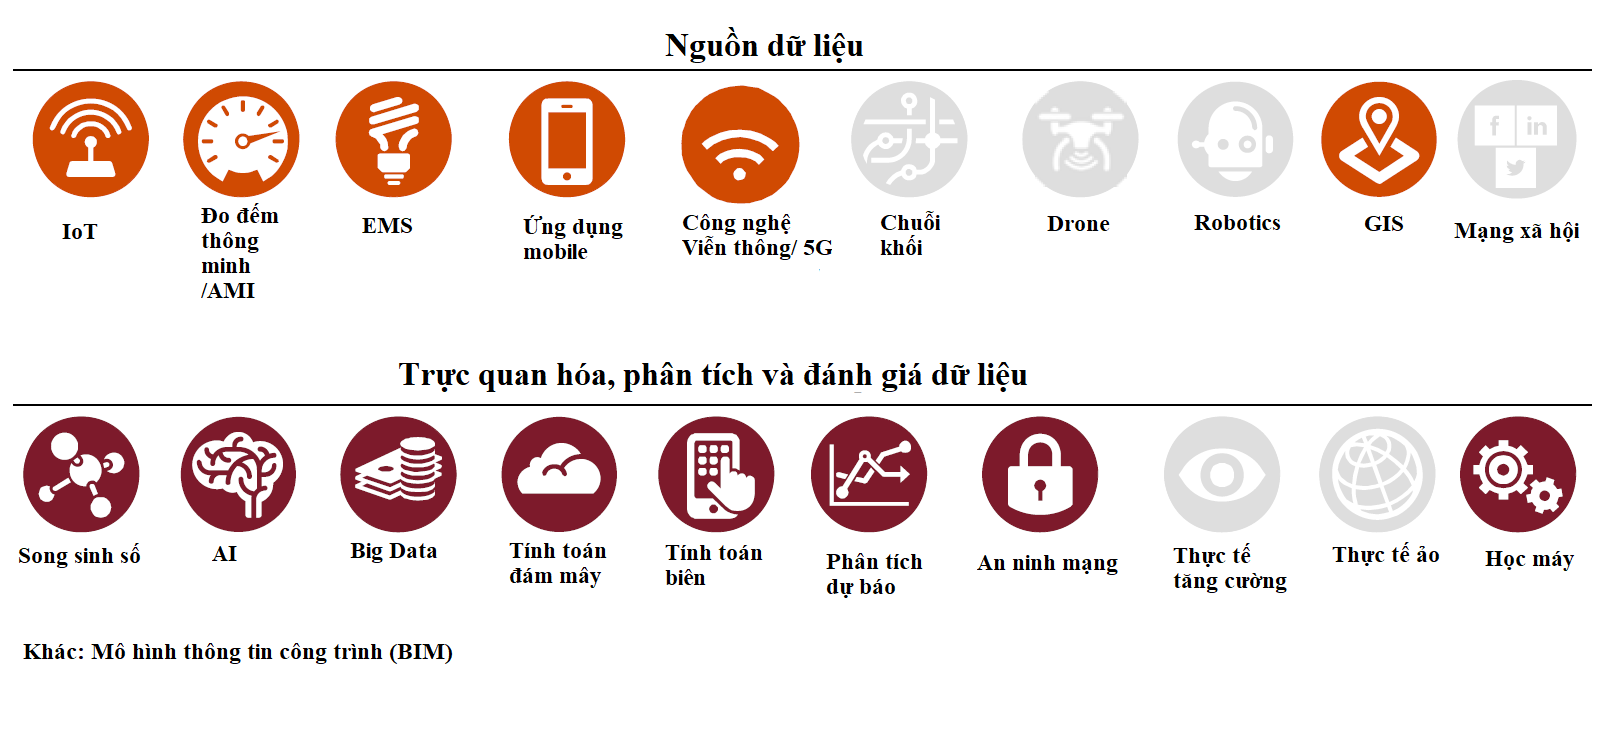 Nguồn dữ liệu
IoT
Đo đếm
thông
minh
/AMI
EMS
Ứng dụng
mobile
Công nghệ
Viễn thông/ 5G
Chuỗi
khối
Drone
Robotics
GIS
f in
Mạng xã hội
Trực quan hóa, phân tích và đánh giá dữ liệu
Song sinh số
AI
Big Data
Tính toán
đám mây
Tính toán
biên
Phân tích
dự báo
An ninh mạng
Thực tế
tăng cường
Thực tế ảo
Học máy
Khác: Mô hình thông tin công trình (BIM)